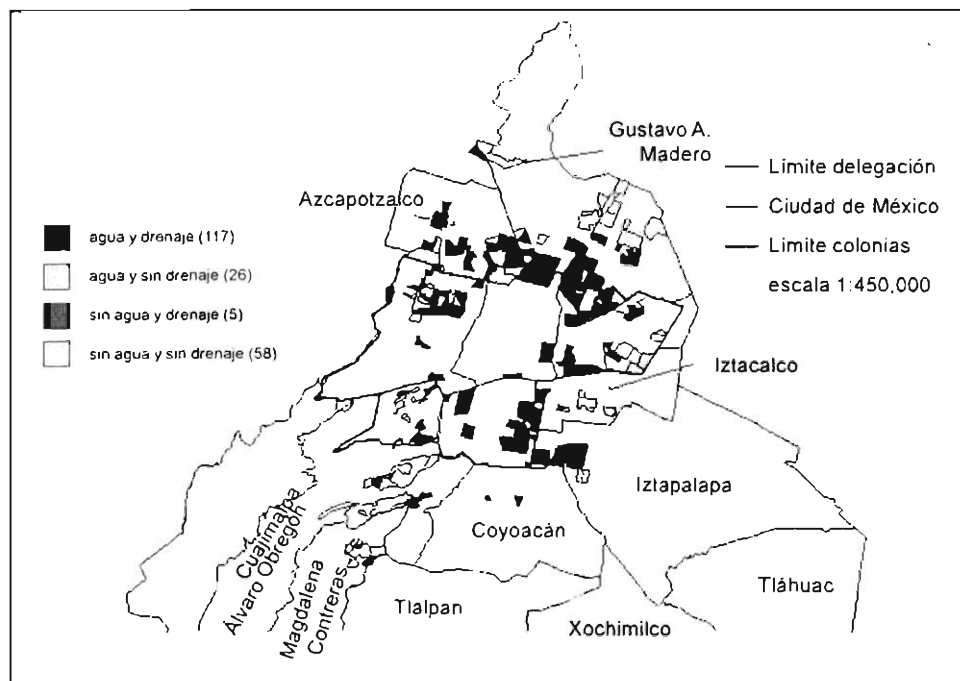 Gustavo A.
Madero
Azcapotzalco
Límite delegación
Ciudad de México
Limite colonias
escala 1:450,000
agua y drenaje (117)
agua y sin drenaje (26)
sin agua y drenaje (5)
sin agua y sin drenaje (58)
Iztacalco
Iztapalapa
Coyoacán
Cuajimalpa
Álvaro Obregón
Magdalena
Contreras
Tlalpan
Xochimilco
Tláhuac